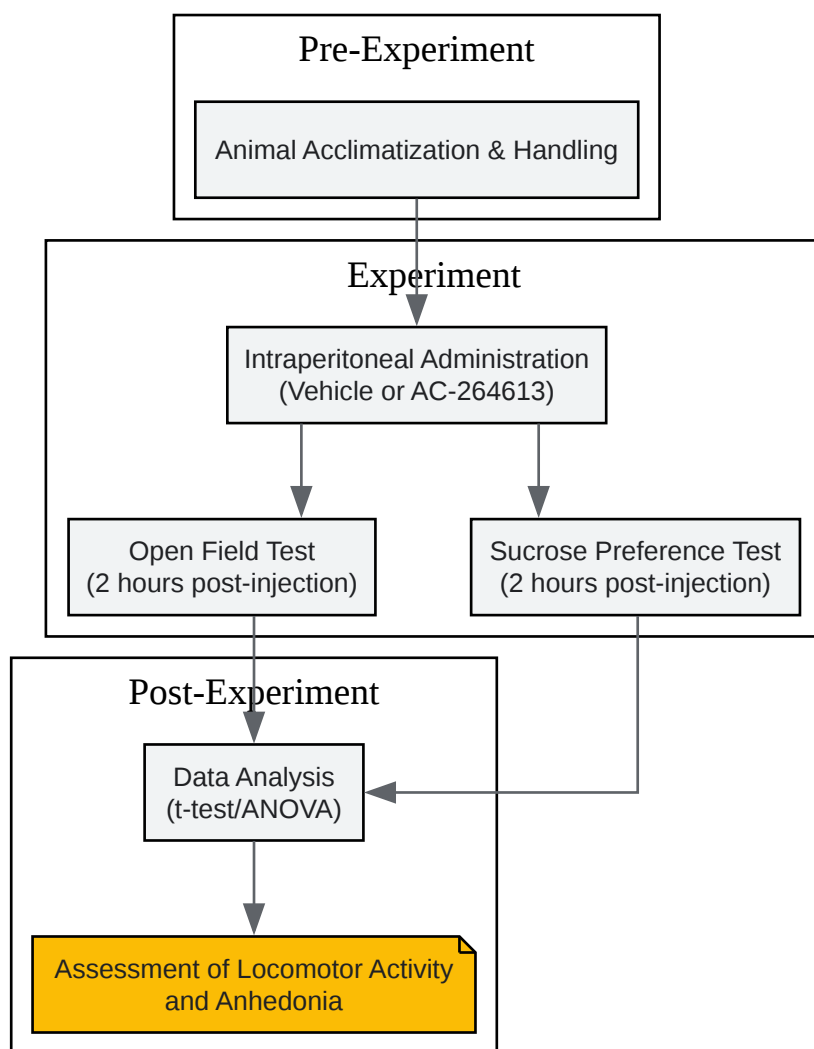 Pre-Experiment
Animal Acclimatization & Handling
Experiment
Intraperitoneal Administration
(Vehicle or AC-264613)
Open Field Test
(2 hours post-injection)
Sucrose Preference Test
(2 hours post-injection)
Post-Experiment
Data Analysis
(t-test/ANOVA)
Assessment of Locomotor Activity
and Anhedonia